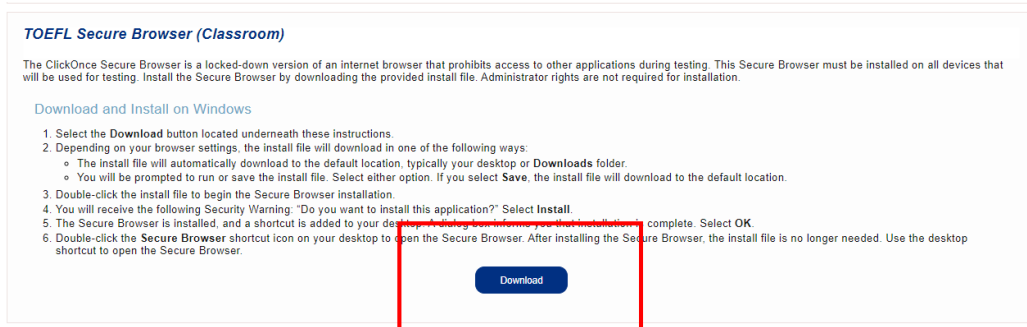 TOEFL Secure Browser (Classroom)
The ClickOnce Secure Browser is a locked-down version of an internet browser that prohibits access to other applications during testing. This Secure Browser must be installed on all devices that
will be used for testing. Install the Secure Browser by downloading the provided install file. Administrator rights are not required for installation.
Download and Install on Windows
1. Select the Download button located underneath these instructions.
2. Depending on your browser settings, the install file will download in one of the following ways:
The install file will automatically download to the default location, typically your desktop or Downloads folder.
You will be prompted to run or save the install file. Select either option. If you select Save, the install file will download to the default location.
3. Double-click the install file to begin the Secure Browser installation.
4. You will receive the following Security Warning: "Do you want to install this application?" Select Install.
5. The Secure Browser is installed, and a shortcut is added to your desktop. A dialog box informs you that installation is complete. Select OK.
6. Double-click the Secure Browser shortcut icon on your desktop to open the Secure Browser. After installing the Secure Browser, the install file is no longer needed. Use the desktop
shortcut to open the Secure Browser.
Download